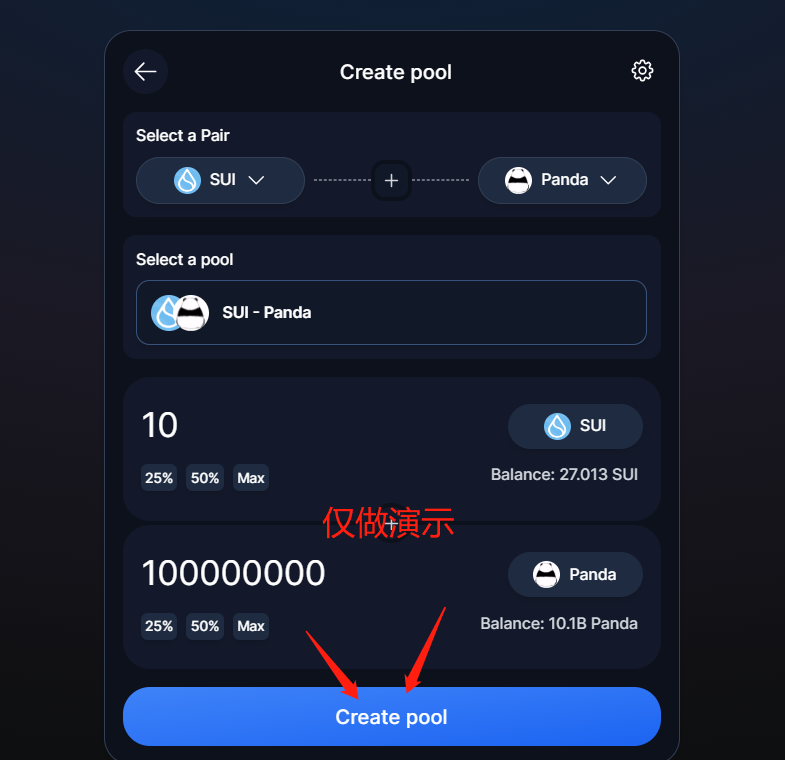 Create pool
Select a Pair
SUI
Panda
Select a pool
SUI - Panda
10
SUI
25% 50% Max
Balance: 27.013 SUI
仅做演示
100000000
Panda
25% 50% Max
Balance: 10.1B Panda
Create pool